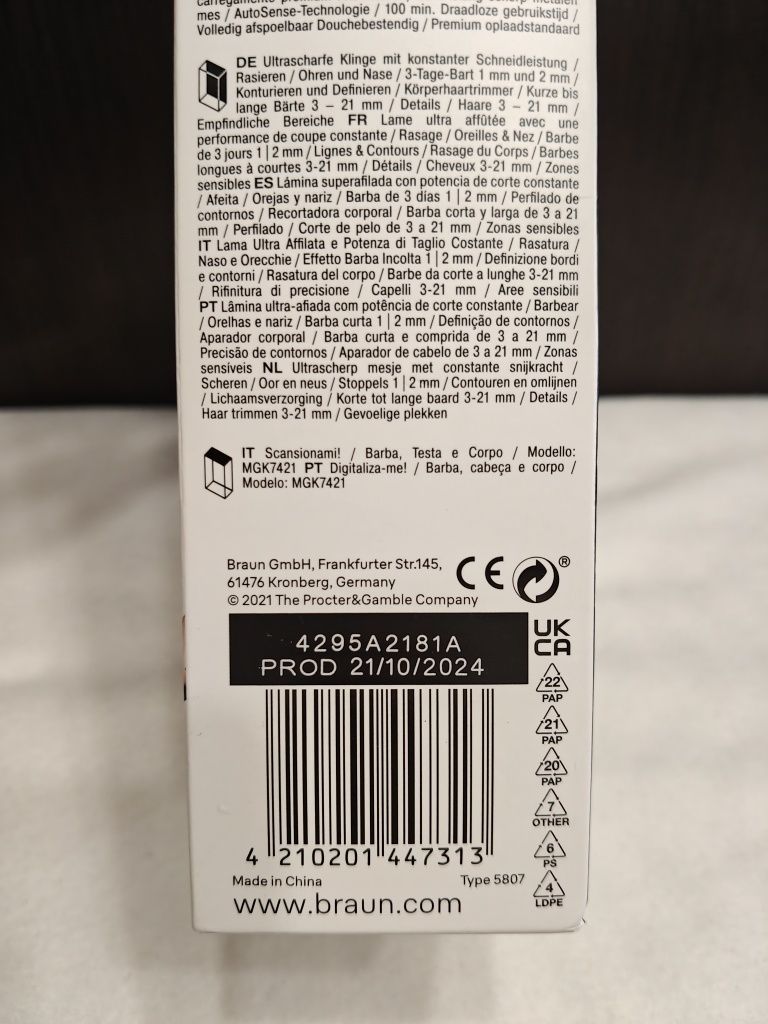 mes / AutoSense-Technologie / 100 min. Draadloze gebruikstijd /
Volledig afspoelbaar Douchebestendig / Premium oplaadstandaard
DE Ultrascharfe Klinge mit konstanter Schneidleistung /
Rasieren / Ohren und Nase / 3-Tage-Bart 1 mm und 2 mm /
Konturieren und Definieren / Körperhaartrimmer / Kurze bis
lange Bärte 3 – 21 mm / Details / Haare 3 – 21 mm /
Empfindliche Bereiche FR Lame ultra affûtée avec une
performance de coupe constante / Rasage / Oreilles & Nez / Barbe
de 3 jours 1 | 2 mm / Lignes & Contours / Rasage du Corps / Barbes
longues à courtes 3-21 mm / Détails / Cheveux 3-21 mm / Zones
sensibles ES Lámina superafilada con potencia de corte constante
/ Afeita / Orejas y nariz / Barba de 3 días 1 | 2 mm / Perfilado de
contornos / Recortadora corporal / Barba corta y larga de 3 a 21
mm / Perfilado / Corte de pelo de 3 a 21 mm / Zonas sensibles
IT Lama Ultra Affilata e Potenza di Taglio Costante / Rasatura /
Naso e Orecchie / Effetto Barba Incolta 1 | 2 mm / Definizione bordi
e contorni / Rasatura del corpo / Barbe da corte a lunghe 3-21 mm
/ Rifinitura di precisione / Capelli 3-21 mm / Aree sensibili
PT Lâmina ultra-afiada com potência de corte constante / Barbear
/ Orelhas e nariz / Barba curta 1 | 2 mm / Definição de contornos /
Aparador corporal / Barba curta e comprida de 3 a 21 mm /
Precisão de contornos / Aparador de cabelo de 3 a 21 mm / Zonas
sensíveis NL Ultrascherp mesje met constante snijkracht /
Scheren / Oor en neus / Stoppels 1 | 2 mm / Contouren en omlijnen
/ Lichaamsverzorging / Korte tot lange baard 3-21 mm / Details /
Haar trimmen 3-21 mm / Gevoelige plekken
IT Scansionami! / Barba, Testa e Corpo / Modello:
MGK7421 PT Digitaliza-me! / Barba, cabeça e corpo /
Modelo: MGK7421
Braun GmbH, Frankfurter Str.145,
61476 Kronberg, Germany
© 2021 The Procter&Gamble Company
CE
®
4295A2181A
PROD 21/10/2024
UK
CA
22
PAP
21
PAP
20
PAP
7
OTHER
6
PS
4
LDPE
4 210201 447313
Made in China
Type 5807
www.braun.com